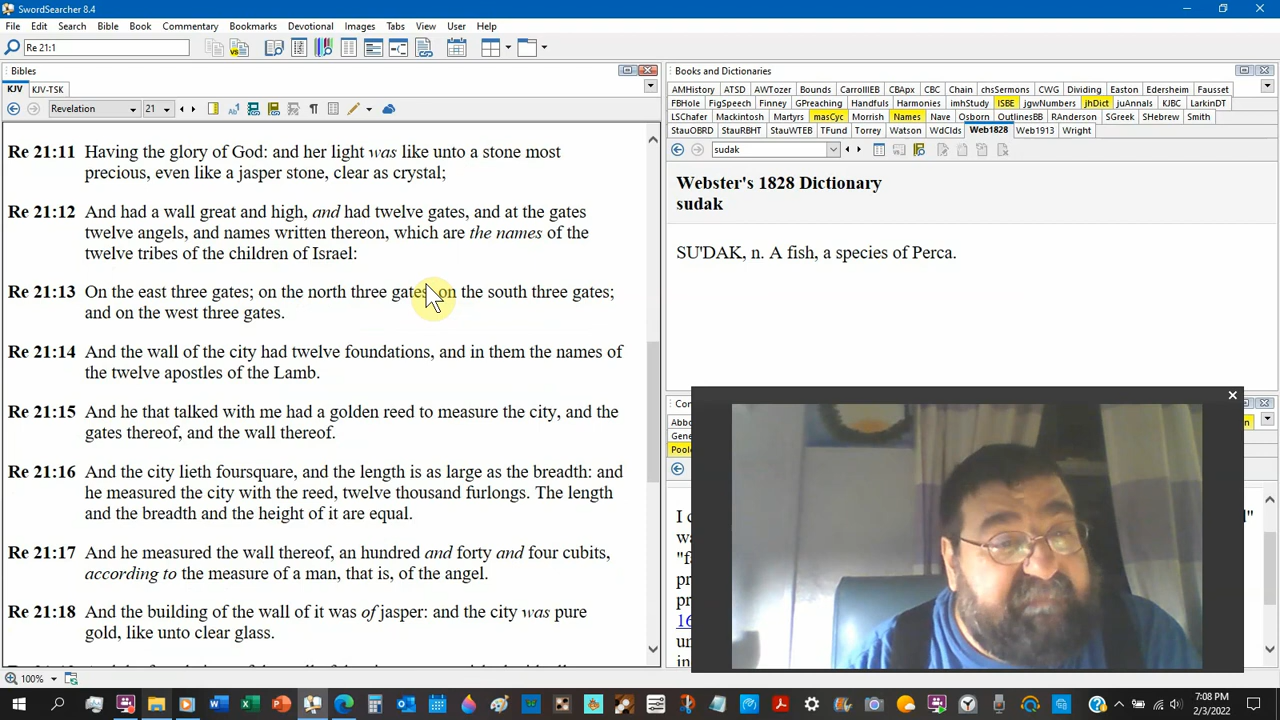 SwordSearcher 8.4
File Edit Search Bible Book Commentary Bookmarks Devotional Images Tabs View User Help
Re 21:1
Bibles
KJV KJV-TSK
Revelation 21
Re 21:11 Having the glory of God: and her light was like unto a stone most
precious, even like a jasper stone, clear as crystal;
Re 21:12 And had a wall great and high, and had twelve gates, and at the gates
twelve angels, and names written thereon, which are the names of the
twelve tribes of the children of Israel:
Re 21:13 On the east three gates; on the north three gates; on the south three gates;
and on the west three gates.
Re 21:14 And the wall of the city had twelve foundations, and in them the names of
the twelve apostles of the Lamb.
Re 21:15 And he that talked with me had a golden reed to measure the city, and the
gates thereof, and the wall thereof.
Re 21:16 And the city lieth foursquare, and the length is as large as the breadth: and
he measured the city with the reed, twelve thousand furlongs. The length
and the breadth and the height of it are equal.
Re 21:17 And he measured the wall thereof, an hundred and forty and four cubits,
according to the measure of a man, that is, of the angel.
Re 21:18 And the building of the wall of it was of jasper: and the city was pure
gold, like unto clear glass.
100%
Books and Dictionaries
AMHistory ATSD AWTozer Bounds CarrollIEB CBApx CBC Chain chsSermons CWG Dividing Easton Edersheim Fausset
FBHole FigSpeech Finney GPreaching Handfuls Harmonies imhStudy ISBE jgwNumbers jhDict juAnnals KJBC LarkinDT
LSChafer Mackintosh Martyrs masCyc Morrish Names Nave Osborn OutlinesBB RAnderson SGreek SHebrew Smith
StauOBRD StauRBHT StauWTEB TFund Torrey Watson WdClds Web1828 Web1913 Wright
sudak
Webster's 1828 Dictionary
sudak
SU'DAK, n. A fish, a species of Perca.
7:08 PM
2/3/2022